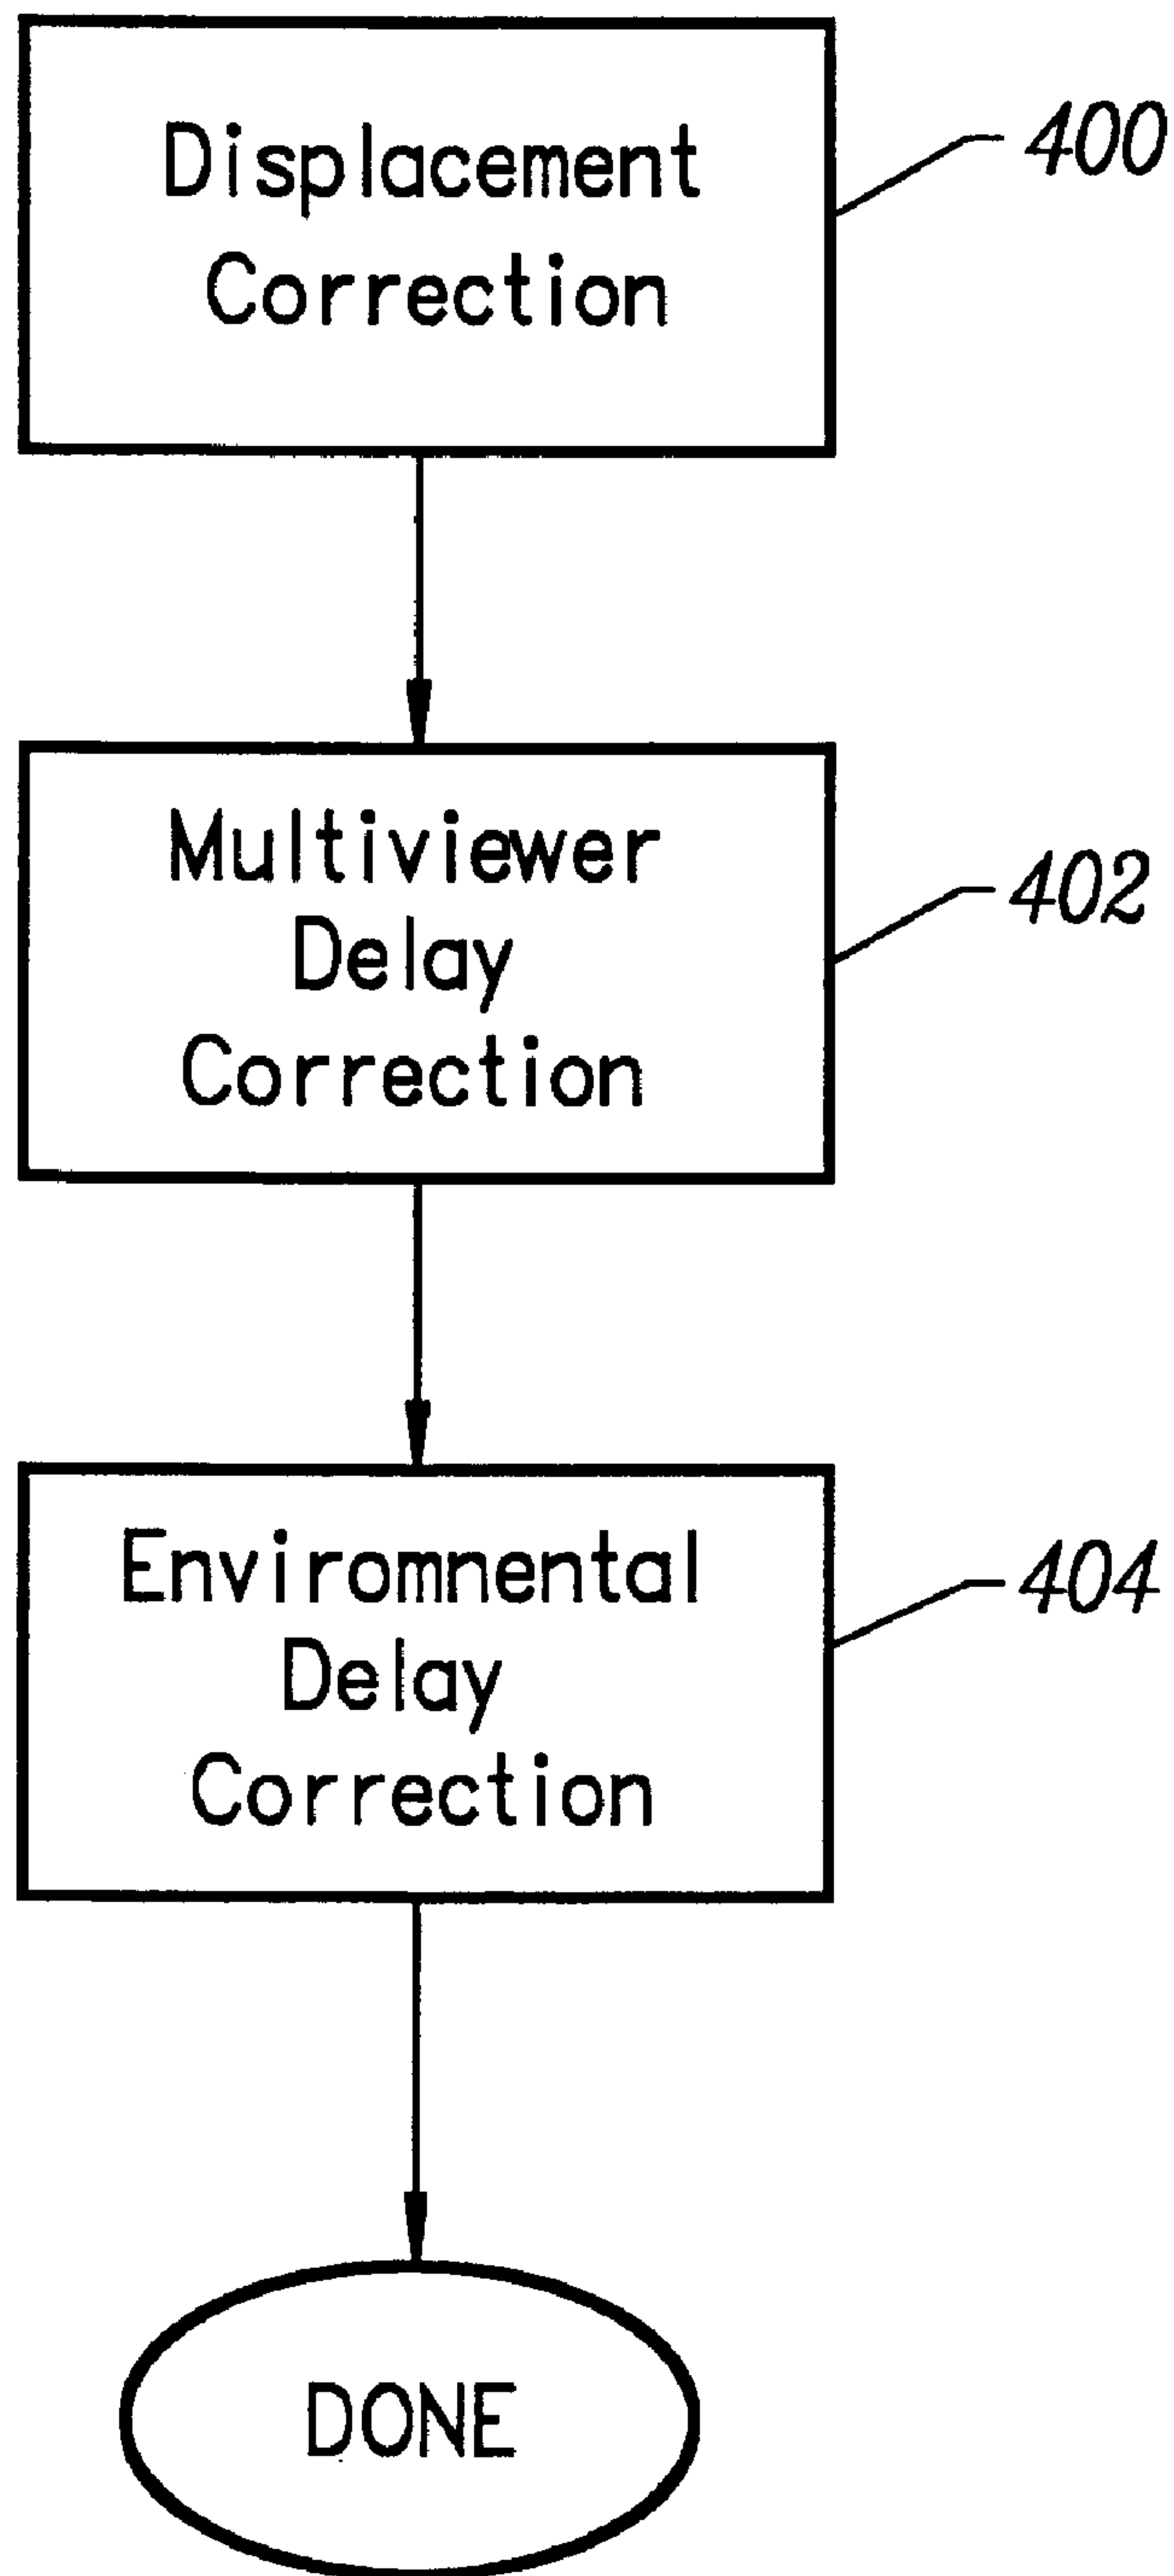 Displacement
Correction
400
Multiviewer
Delay
Correction
402
Enviromnental
Delay
Correction
404
DONE